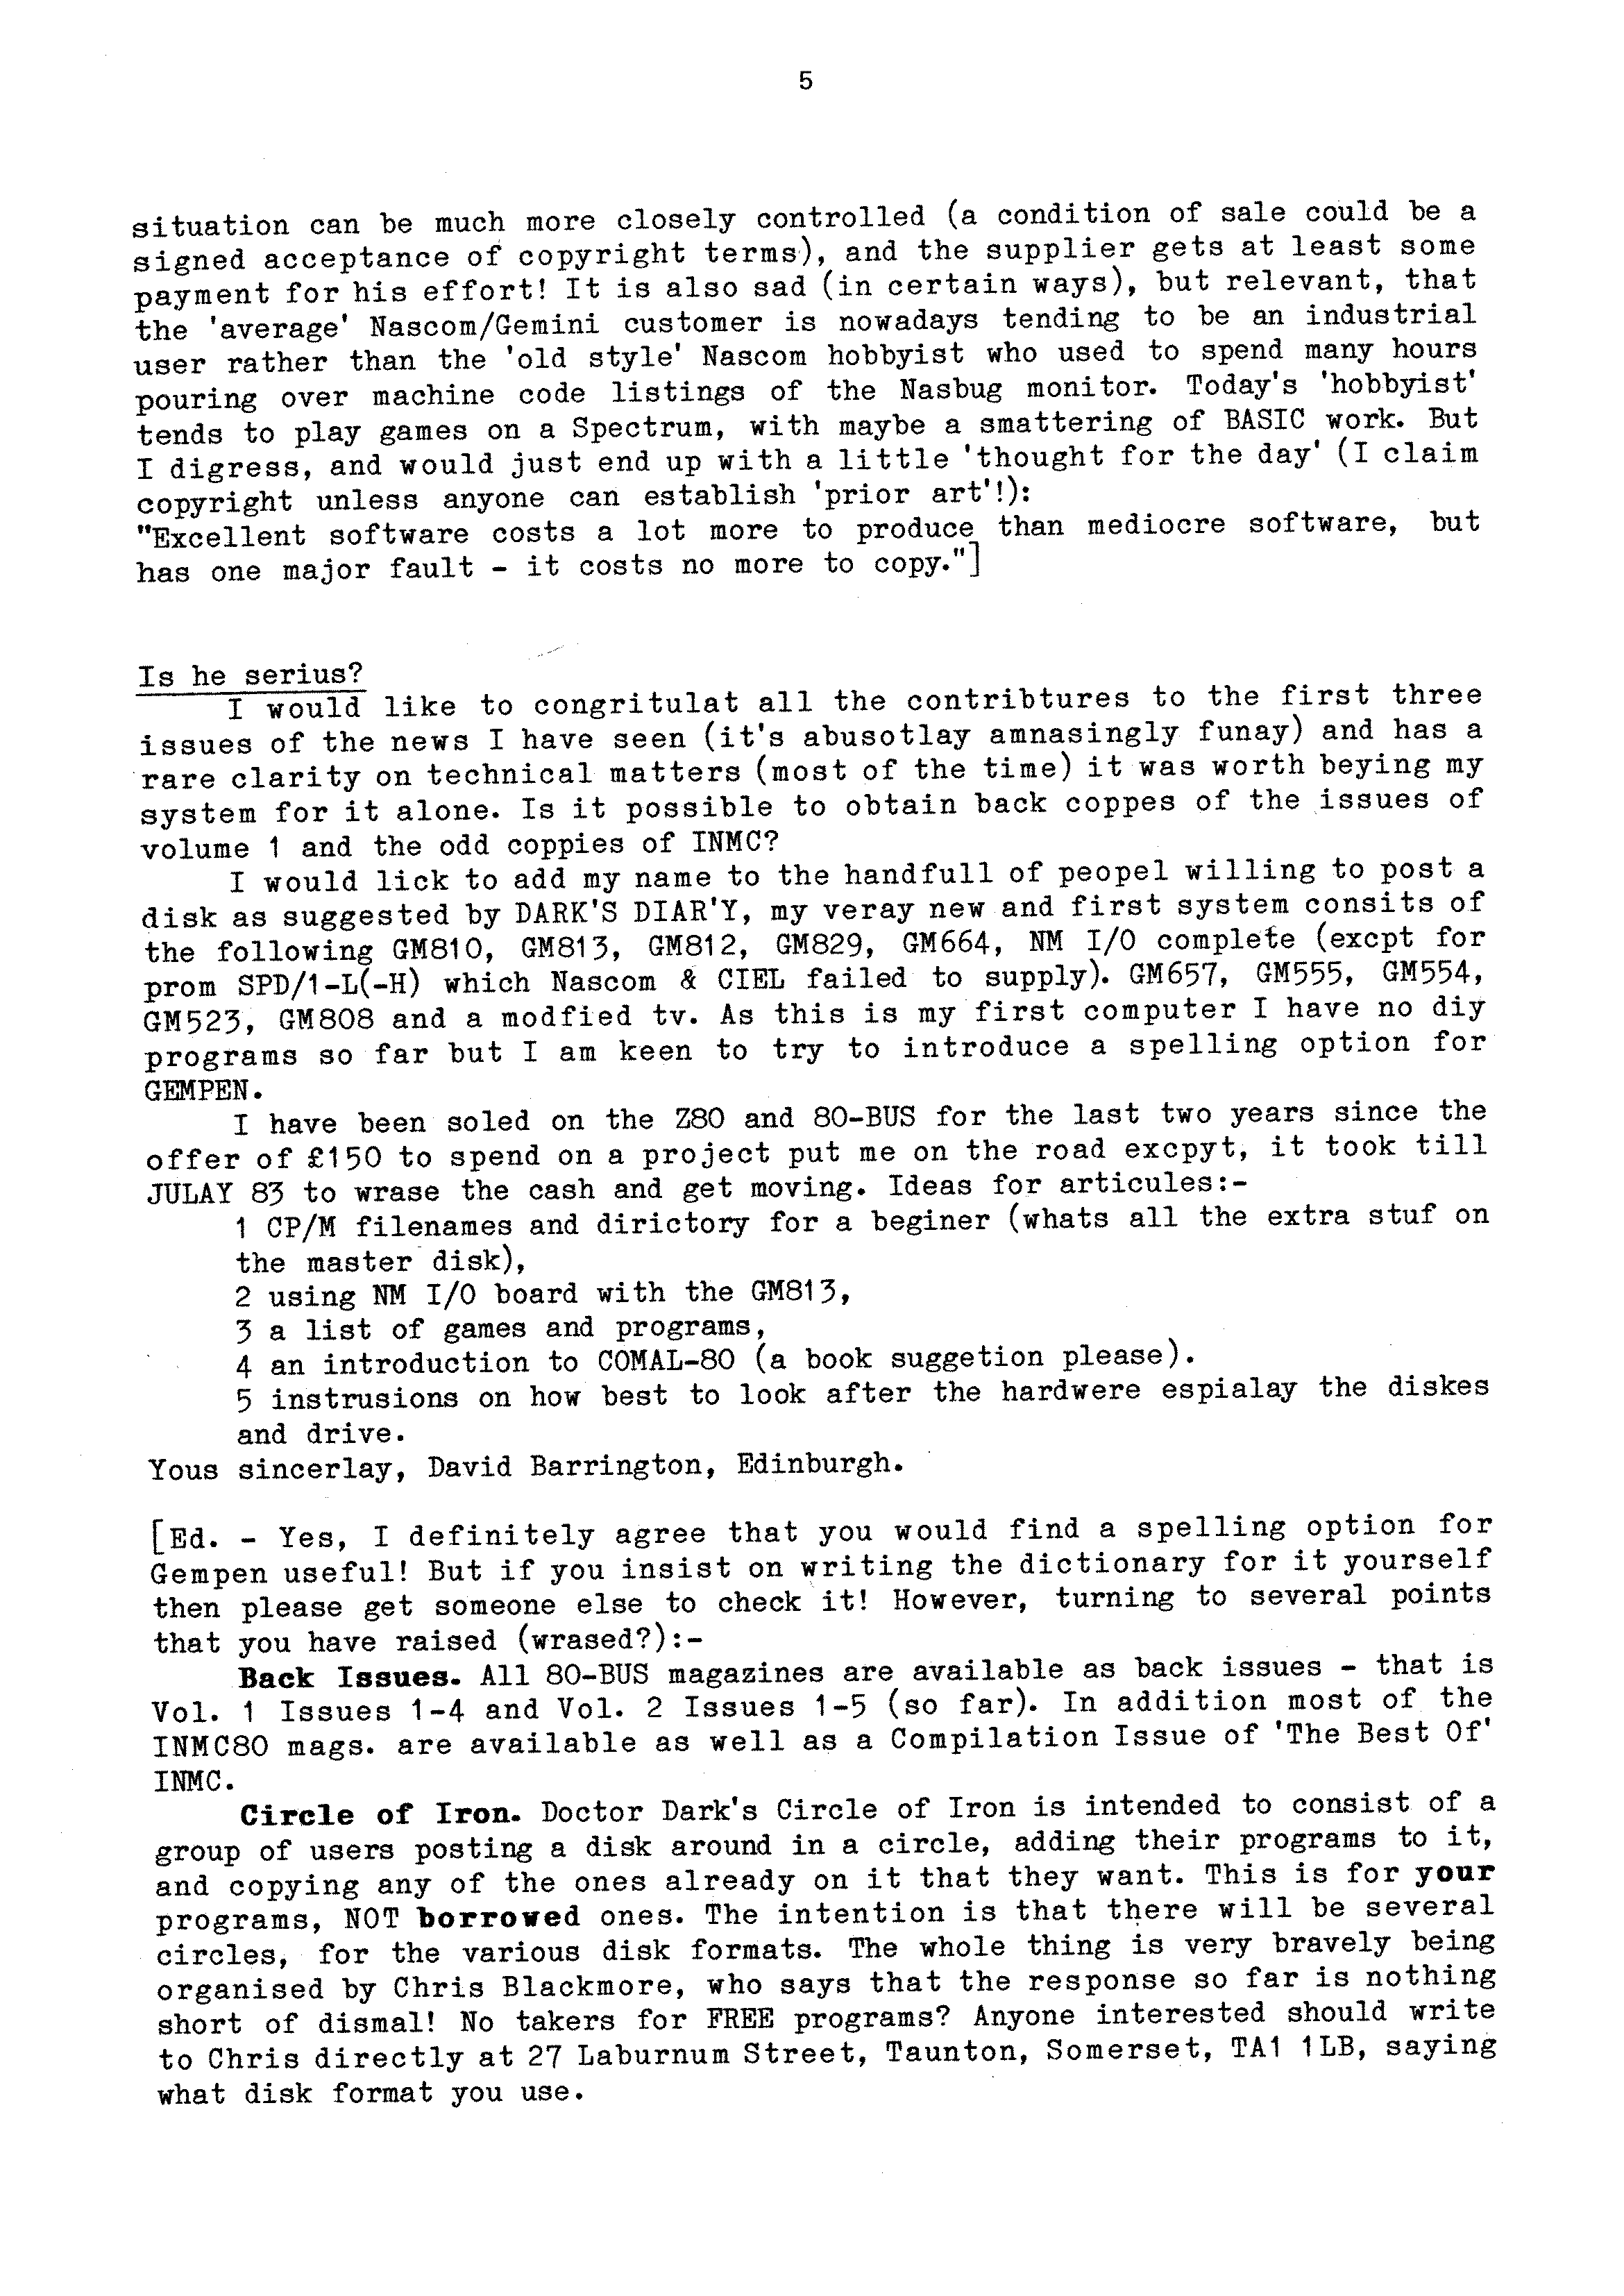 5
situation can be much more closely controlled (a condition of sale could be a
signed acceptance of copyright terms), and the supplier gets at least some
payment for his effort! It is also sad (in certain ways), but relevant, that
the 'average' Nascom/Gemini customer is nowadays tending to be an industrial
user rather than the 'old style' Nascom hobbyist who used to spend many hours
pouring over machine code listings of the Nasbug monitor. Today's 'hobbyist'
tends to play games on a Spectrum, with maybe a smattering of BASIC work. But
I digress, and would just end up with a little 'thought for the day' (I claim
copyright unless anyone can establish 'prior art'!):
"Excellent software costs a lot more to produce than mediocre software, but
has one major fault - it costs no more to copy."]
Is he serius?
I would like to congritulat all the contribtures to the first three
issues of the news I have seen (it's abusotlay amnasingly funay) and has a
rare clarity on technical matters (most of the time) it was worth beying my
system for it alone. Is it possible to obtain back coppes of the issues of
volume 1 and the odd coppies of INMC?
I would lick to add my name to the handfull of peopel willing to post a
disk as suggested by DARK'S DIAR'Y, my veray new and first system consits of
the following GM810, GM813, GM812, GM829, GM664, NM I/O complete (excpt for
prom SPD/1-L(-H) which Nascom & CIEL failed to supply). GM657, GM555, GM554,
GM523, GM808 and a modfied tv. As this is my first computer I have no diy
programs so far but I am keen to try to introduce a spelling option for
GEMPEN.
I have been soled on the Z80 and 80-BUS for the last two years since the
offer of £150 to spend on a project put me on the road excpyt, it took till
JULAY 83 to wrase the cash and get moving. Ideas for articules:-
1 CP/M filenames and dirictory for a beginer (whats all the extra stuf on
the master disk),
2 using NM I/O board with the GM813,
3 a list of games and programs,
4 an introduction to COMAL-80 (a book suggetion please).
5 instrusions on how best to look after the hardwere espialay the diskes
and drive.
Yous sincerlay, David Barrington, Edinburgh.
[Ed. - Yes, I definitely agree that you would find a spelling option for
Gempen useful! But if you insist on writing the dictionary for it yourself
then please get someone else to check it! However, turning to several points
that you have raised (wrased?):-
Back Issues. All 80-BUS magazines are available as back issues - that is
Vol. 1 Issues 1-4 and Vol. 2 Issues 1-5 (so far). In addition most of the
INMC80 mags. are available as well as a Compilation Issue of 'The Best Of'
INMC.
Circle of Iron. Doctor Dark's Circle of Iron is intended to consist of a
group of users posting a disk around in a circle, adding their programs to it,
and copying any of the ones already on it that they want. This is for your
programs, NOT borrowed ones. The intention is that there will be several
circles, for the various disk formats. The whole thing is very bravely being
organised by Chris Blackmore, who says that the response so far is nothing
short of dismal! No takers for FREE programs? Anyone interested should write
to Chris directly at 27 Laburnum Street, Taunton, Somerset, TA1 1LB, saying
what disk format you use.